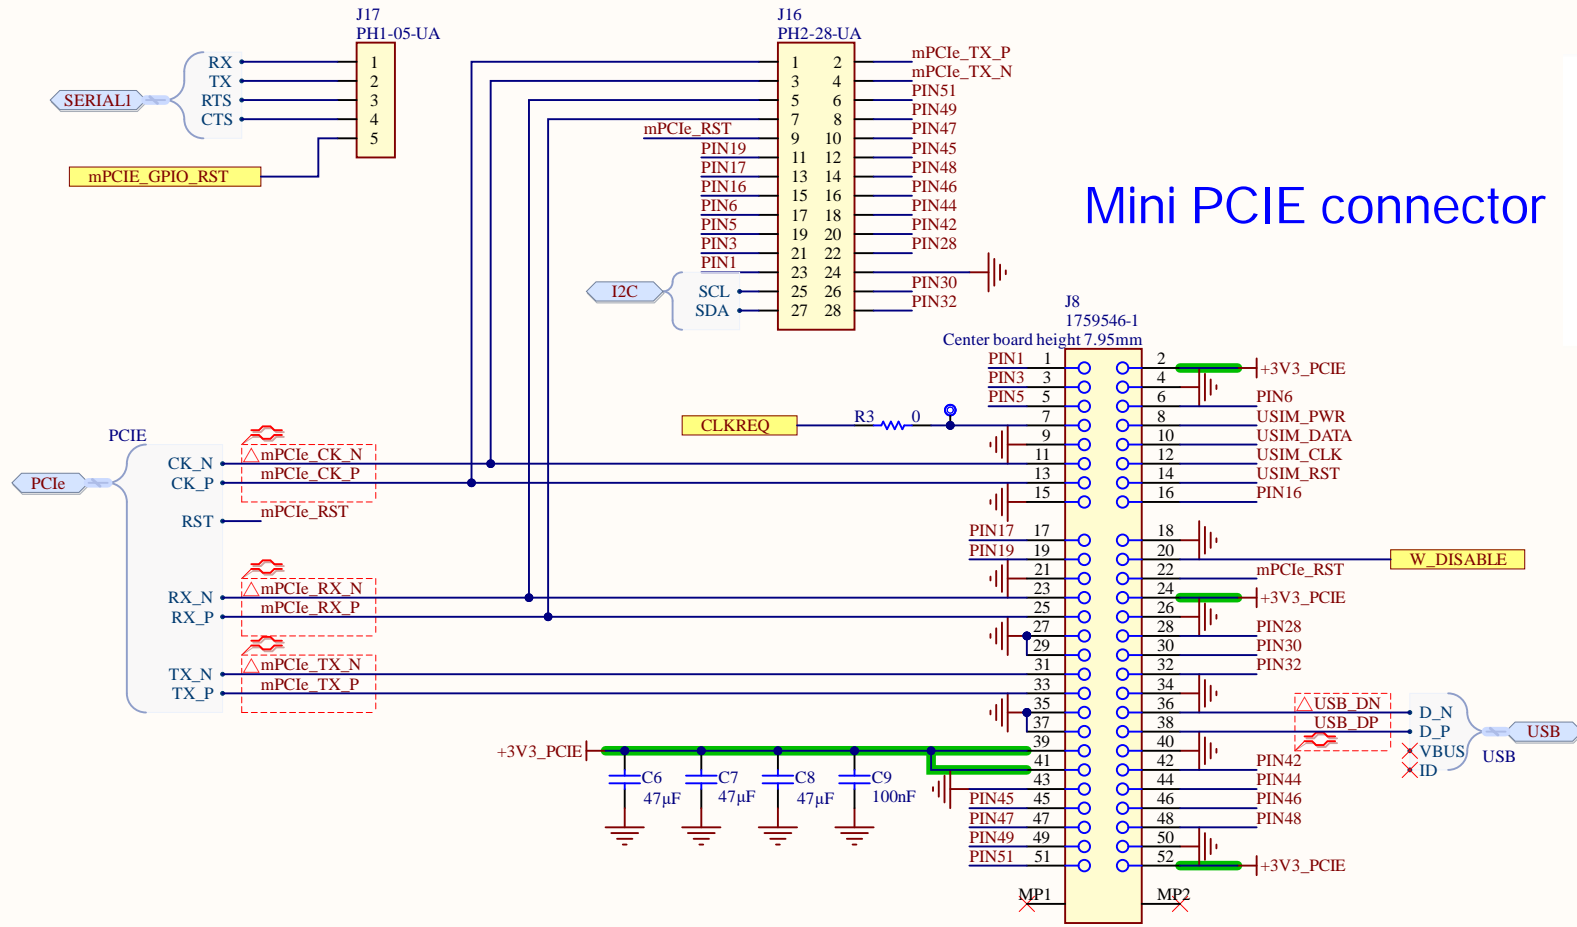 J17
PH1-05-UA
RX 1
TX 2
RTS 3
CTS 4
5
SERIAL1
mPCIE_GPIO_RST
J16
PH2-28-UA
1 2 mPCIe_TX_P
3 4 mPCIe_TX_N
5 6 PIN51
7 8 PIN49
mPCIe_RST 9 10 PIN47
PIN19 11 12 PIN45
PIN17 13 14 PIN48
PIN16 15 16 PIN46
PIN6 17 18 PIN44
PIN5 19 20 PIN42
PIN3 21 22 PIN28
PIN1 23 24
I2C SCL 25 26 PIN30
SDA 27 28 PIN32
Mini PCIE connector
J8
1759546-1
Center board height 7.95mm
PIN1 1 2 +3V3_PCIE
PIN3 3 4
PIN5 5 6 PIN6
CLKREQ R3 0 7 8 USIM_PWR
9 10 USIM_DATA
11 12 USIM_CLK
13 14 USIM_RST
15 16 PIN16
PIN17 17 18
PIN19 19 20 W_DISABLE
21 22 mPCIe_RST
23 24 +3V3_PCIE
25 26
27 28 PIN28
29 30 PIN30
31 32 PIN32
33 34
35 36 USB_DN D_N
37 38 USB_DP D_P
39 40 VBUS
41 42 PIN42 ID
43 44 PIN44
PIN45 45 46 PIN46
PIN47 47 48 PIN48
PIN49 49 50
PIN51 51 52 +3V3_PCIE
MP1 MP2
USB
USB
PCIE
PCIe
CK_N mPCIe_CK_N
CK_P mPCIe_CK_P
RST mPCIe_RST
RX_N mPCIe_RX_N
RX_P mPCIe_RX_P
TX_N mPCIe_TX_N
TX_P mPCIe_TX_P
+3V3_PCIE
C6 C7 C8 C9
47µF 47µF 47µF 100nF